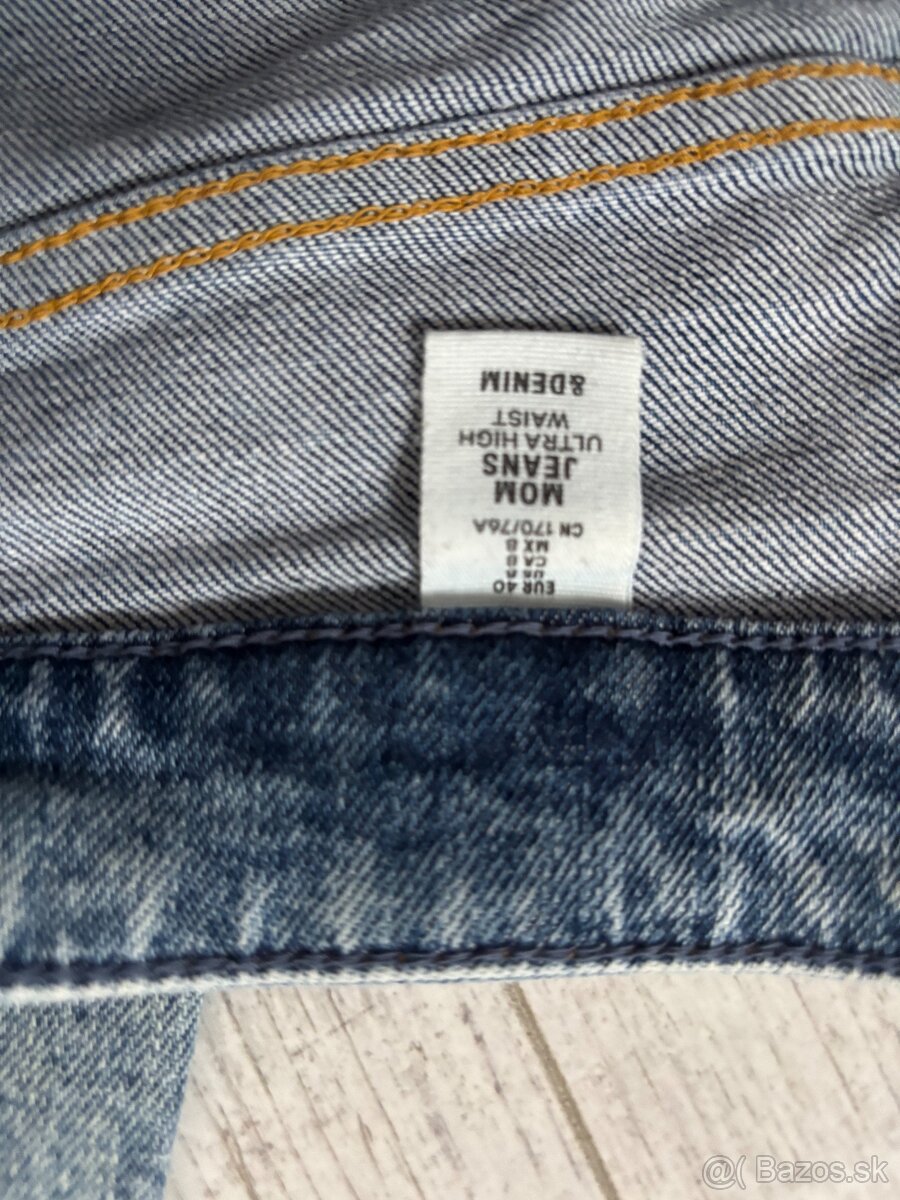 EUR 40
US 8
CA 8
MX 8
CN 170/76A
MOM
JEANS
ULTRA HIGH
WAIST
&DENIM
@( Bazos.sk